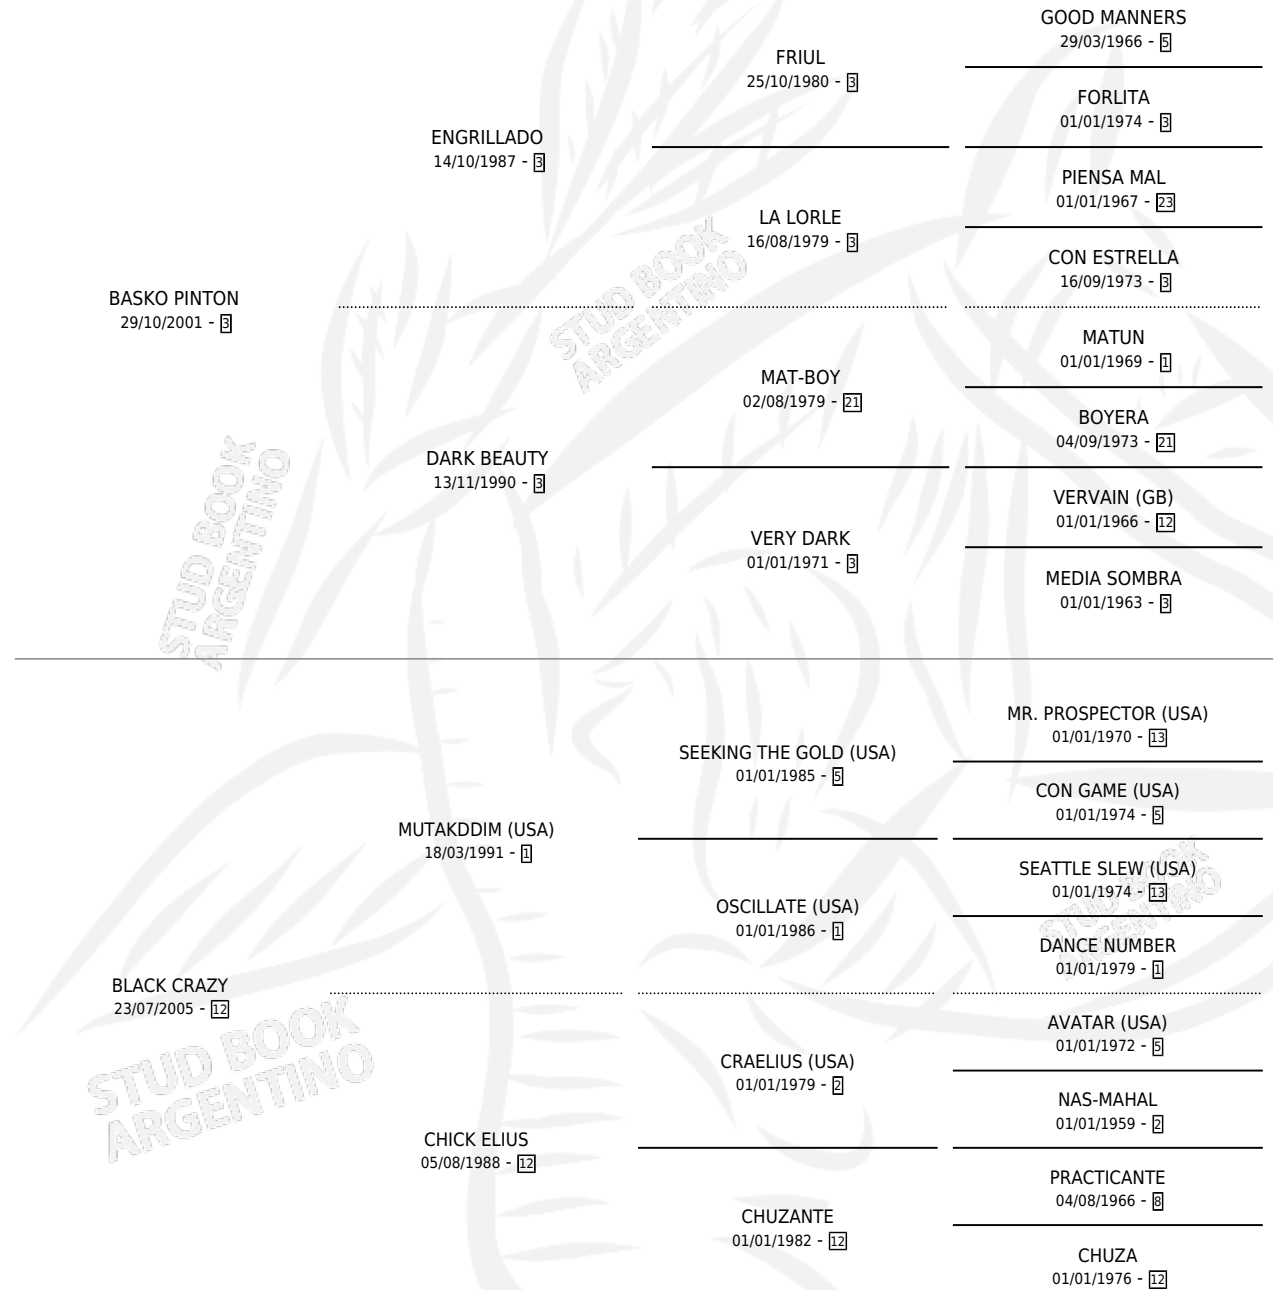 GOOD MANNERS
29/03/1966 - 5
FRIUL
25/10/1980 - 3
FORLITA
01/01/1974 - 3
ENGRILLADO
14/10/1987 - 3
PIENSA MAL
01/01/1967 - 23
LA LORLE
16/08/1979 - 3
CON ESTRELLA
16/09/1973 - 3
BASKO PINTON
29/10/2001 - 3
MATUN
01/01/1969 - 1
MAT-BOY
02/08/1979 - 21
BOYERA
04/09/1973 - 21
DARK BEAUTY
13/11/1990 - 3
VERVAIN (GB)
01/01/1966 - 12
VERY DARK
01/01/1971 - 3
MEDIA SOMBRA
01/01/1963 - 3
STUD BOOK
ARGENTINO
STUD BOOK
ARGENTINO
MR. PROSPECTOR (USA)
01/01/1970 - 13
SEEKING THE GOLD (USA)
01/01/1985 - 5
CON GAME (USA)
01/01/1974 - 5
MUTAKDDIM (USA)
18/03/1991 - 1
SEATTLE SLEW (USA)
01/01/1974 - 13
OSCILLATE (USA)
01/01/1986 - 1
DANCE NUMBER
01/01/1979 - 1
STUD BOOK
ARGENTINO
BLACK CRAZY
23/07/2005 - 12
AVATAR (USA)
01/01/1972 - 5
CRAELIUS (USA)
01/01/1979 - 2
NAS-MAHAL
01/01/1959 - 2
STUD BOOK
ARGENTINO
CHICK ELIUS
05/08/1988 - 12
PRACTICANTE
04/08/1966 - 8
CHUZANTE
01/01/1982 - 12
CHUZA
01/01/1976 - 12